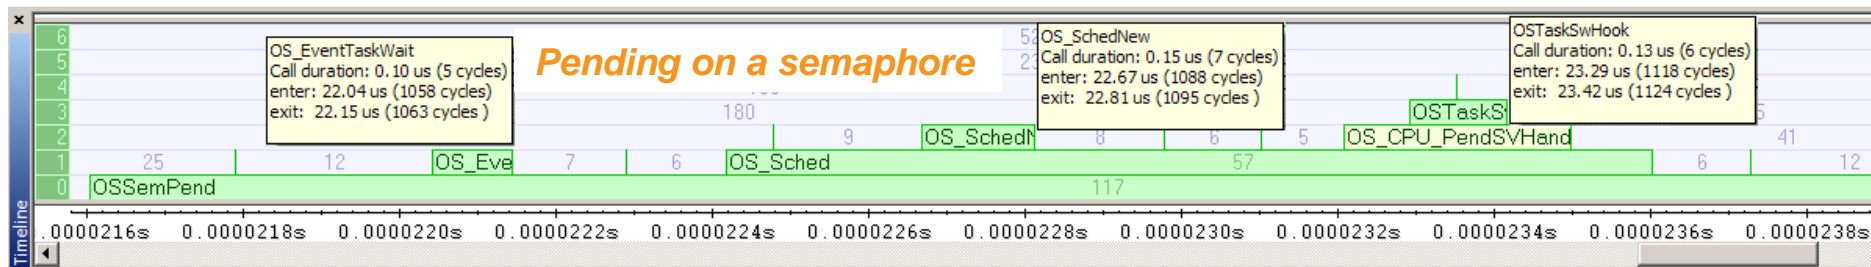 6
5
4
3
2
1
0
OS_EventTaskWait
Call duration: 0.10 us (5 cycles)
enter: 22.04 us (1058 cycles)
exit: 22.15 us (1063 cycles )
Pending on a semaphore
OS_SchedNew
Call duration: 0.15 us (7 cycles)
enter: 22.67 us (1088 cycles)
exit: 22.81 us (1095 cycles )
OSTaskSwHook
Call duration: 0.13 us (6 cycles)
enter: 23.29 us (1118 cycles)
exit: 23.42 us (1124 cycles )
180
OSTaskS
9
OS_SchedN
8
6
5
OS_CPU_PendSVHand
41
25
12
OS_Eve
7
6
OS_Sched
57
6
12
OSSemPend
117
.0000216s 0.0000218s 0.0000220s 0.0000222s 0.0000224s 0.0000226s 0.0000228s 0.0000230s 0.0000232s 0.0000234s 0.0000236s 0.0000238s
Timeline